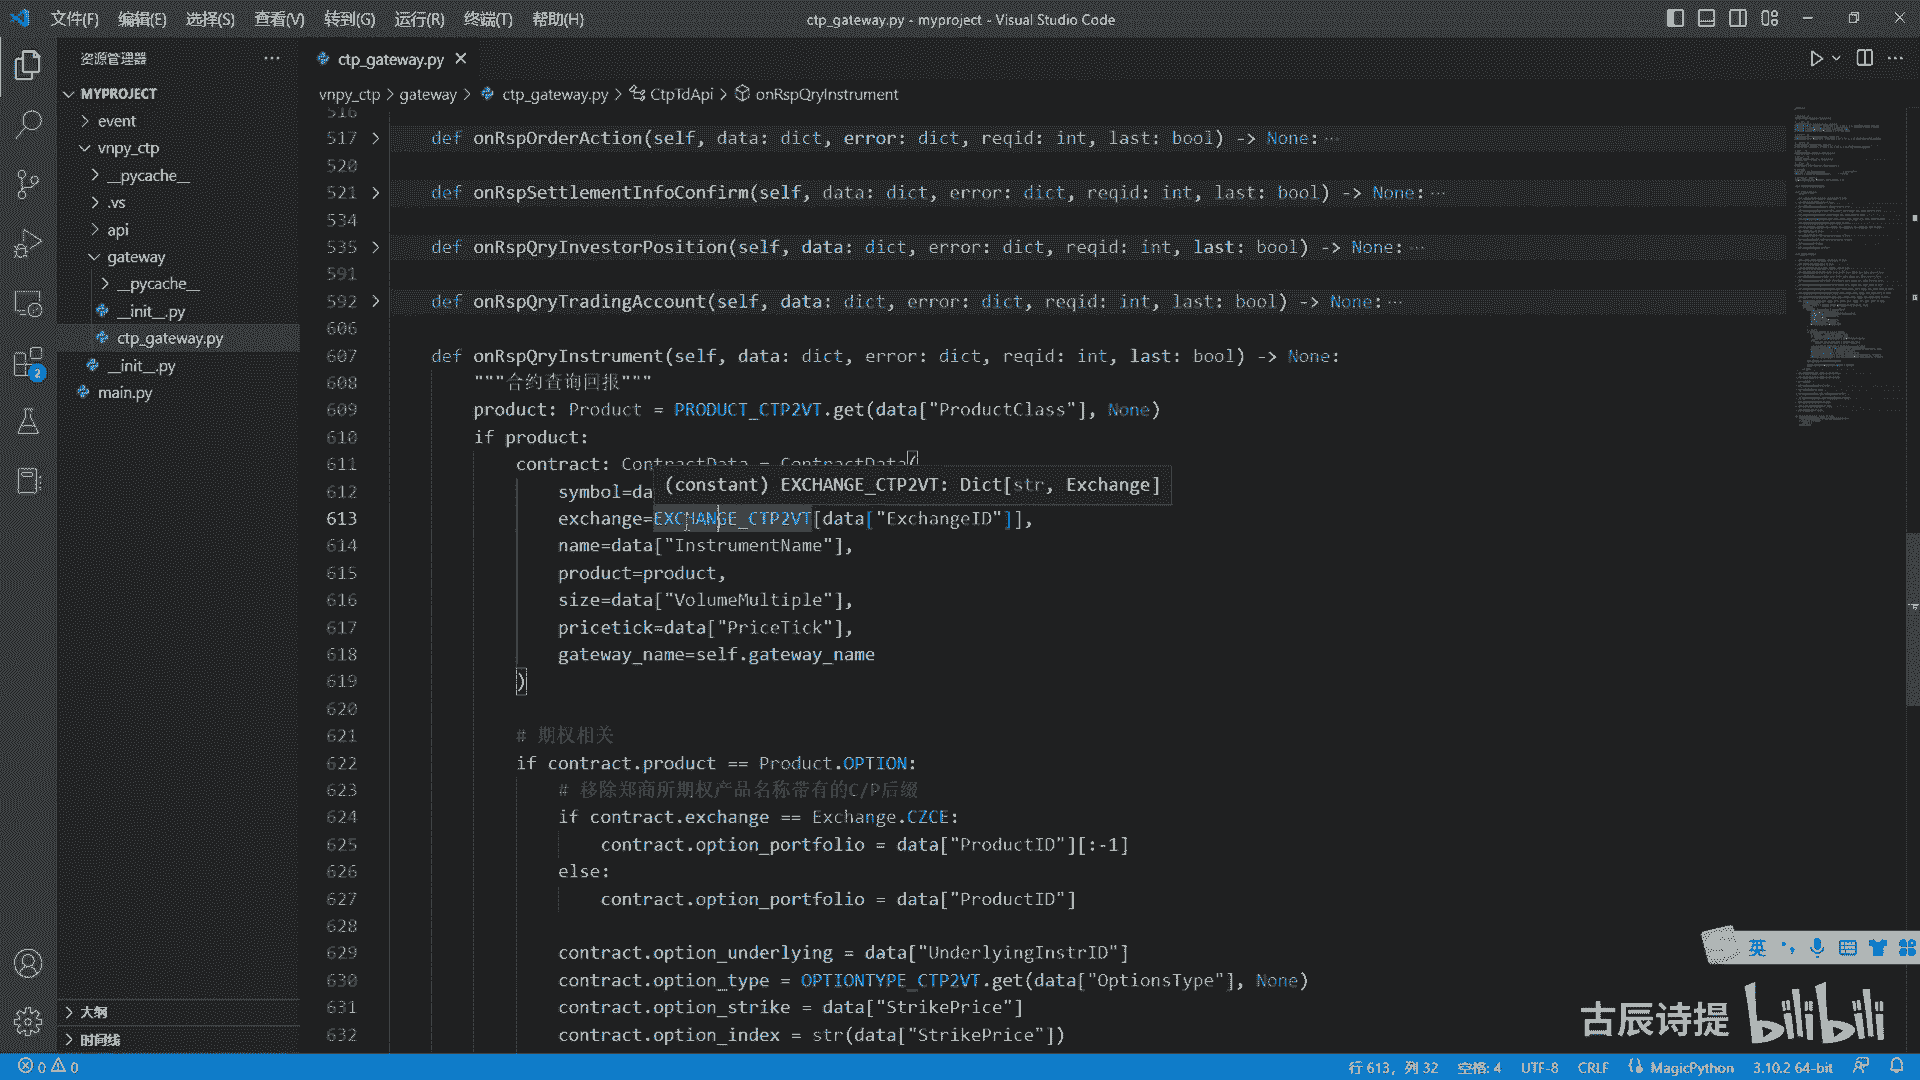 文件(F) 编辑(E) 选择(S) 查看(V) 转到(G) 运行(R) 终端(T) 帮助(H) ctp_gateway.py - myproject - Visual Studio Code
资源管理器
MYPROJECT
event
vnpy_ctp
__pycache__
.vs
api
gateway
__pycache__
__init__.py
ctp_gateway.py
__init__.py
main.py
大纲
时间线
2
ctp_gateway.py
vnpy_ctp > gateway > ctp_gateway.py > CtpTdApi > onRspQryInstrument
516
517 def onRspOrderAction(self, data: dict, error: dict, reqid: int, last: bool) -> None:···
520
521 def onRspSettlementInfoConfirm(self, data: dict, error: dict, reqid: int, last: bool) -> None:···
534
535 def onRspQryInvestorPosition(self, data: dict, error: dict, reqid: int, last: bool) -> None:···
591
592 def onRspQryTradingAccount(self, data: dict, error: dict, reqid: int, last: bool) -> None:···
606
607 def onRspQryInstrument(self, data: dict, error: dict, reqid: int, last: bool) -> None:
608 """合约查询回报"""
609 product: Product = PRODUCT_CTP2VT.get(data["ProductClass"], None)
610 if product:
611 contract: ContractData = ContractData(
(constant) EXCHANGE_CTP2VT: Dict[str, Exchange]
612 symbol=da
613 exchange=EXCHANGE_CTP2VT[data["ExchangeID"]],
614 name=data["InstrumentName"],
615 product=product,
616 size=data["VolumeMultiple"],
617 pricetick=data["PriceTick"],
618 gateway_name=self.gateway_name
619 )
620
621 # 期权相关
622 if contract.product == Product.OPTION:
623 # 移除郑商所期权产品名称带有的C/P后缀
624 if contract.exchange == Exchange.CZCE:
625 contract.option_portfolio = data["ProductID"][:-1]
626 else:
627 contract.option_portfolio = data["ProductID"]
628
629 contract.option_underlying = data["UnderlyingInstrID"]
630 contract.option_type = OPTIONTYPE_CTP2VT.get(data["OptionsType"], None)
631 contract.option_strike = data["StrikePrice"]
632 contract.option_index = str(data["StrikePrice"])
英
古辰诗提 bilibili
0 0 行 613，列 32 空格: 4 UTF-8 CRLF MagicPython 3.10.2 64-bit